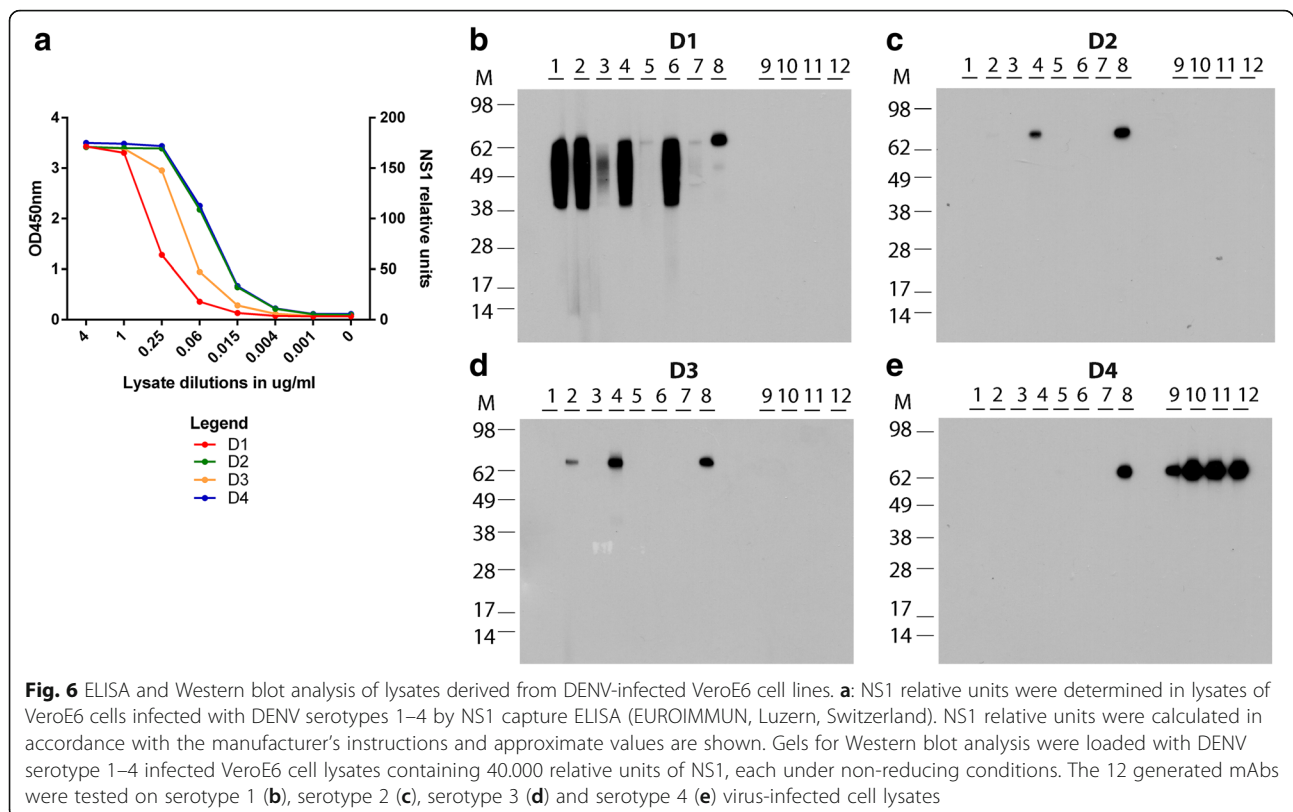 a
4
3
2
1
0
OD450nm
200
150
100
50
0
NS1 relative units
4 1 0.25 0.06 0.015 0.004 0.001 0
Lysate dilutions in ug/ml
Legend
D1
D2
D3
D4
b
D1
M 1 2 3 4 5 6 7 8 9 10 11 12
98
62
49
38
28
17
14
c
D2
M 1 2 3 4 5 6 7 8 9 10 11 12
98
62
49
38
28
17
14
d
D3
M 1 2 3 4 5 6 7 8 9 10 11 12
98
62
49
38
28
17
14
e
D4
M 1 2 3 4 5 6 7 8 9 10 11 12
98
62
49
38
28
17
14
Fig. 6 ELISA and Western blot analysis of lysates derived from DENV-infected VeroE6 cell lines. a: NS1 relative units were determined in lysates of
VeroE6 cells infected with DENV serotypes 1–4 by NS1 capture ELISA (EUROIMMUN, Luzern, Switzerland). NS1 relative units were calculated in
accordance with the manufacturer's instructions and approximate values are shown. Gels for Western blot analysis were loaded with DENV
serotype 1–4 infected VeroE6 cell lysates containing 40.000 relative units of NS1, each under non-reducing conditions. The 12 generated mAbs
were tested on serotype 1 (b), serotype 2 (c), serotype 3 (d) and serotype 4 (e) virus-infected cell lysates